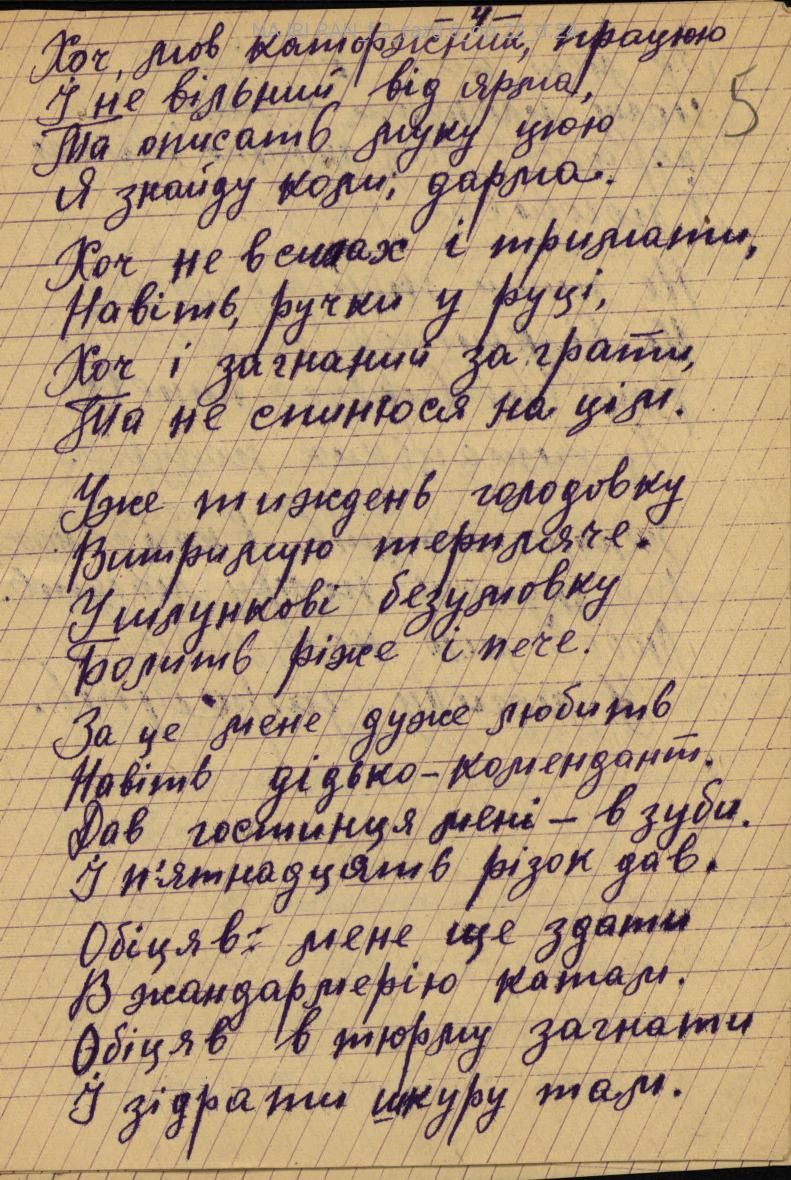 4
5
Хоч, мов каторжний, працюю
І не вільний від ярма,
Та описать муку цюю
Я знайду коли, дарма.
Хоч не в силах і тримати,
Навіть, ручки у руці,
Хоч і загнаний за грати,
Та не спинюся на цім.
Уже тиждень голодовку
Витримую терпляче.
У шлункові безумовку
Болить ріже і пече.
За це мене дуже любить
Навіть дідько-комендант.
Дав гостинця мені – в зуби.
І п'ятнадцять різок дав.
Обіцяв: мене ще здати
В жандармерію катам.
Обіцяв в тюрму загнати
Й зідрати шкуру там.